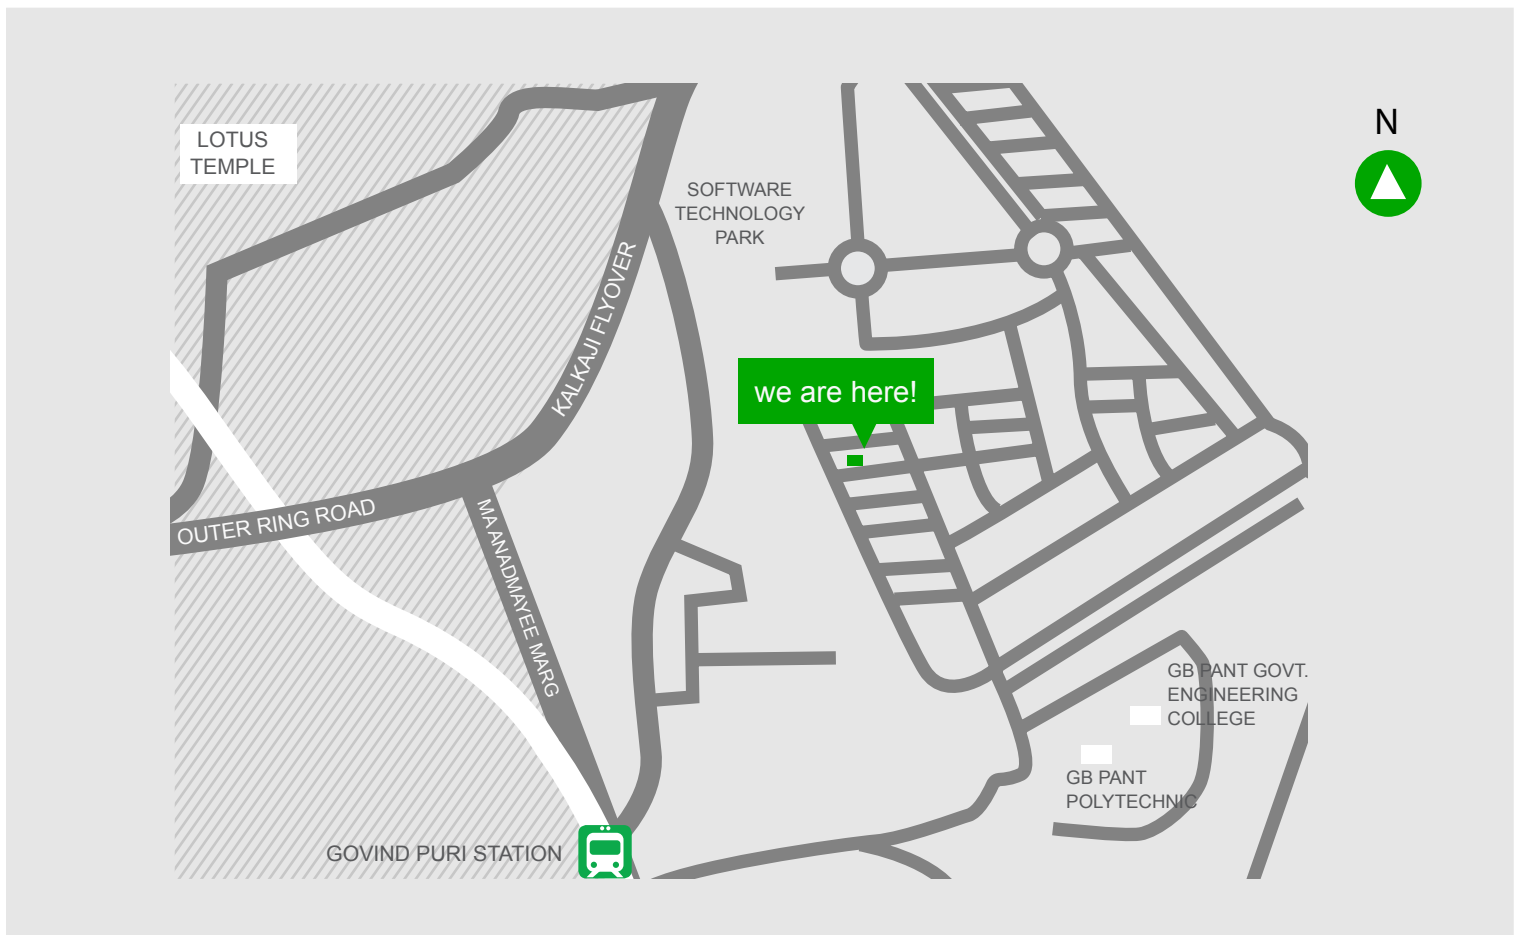 N
LOTUS
TEMPLE
SOFTWARE
TECHNOLOGY
PARK
KALKAJI FLYOVER
we are here!
OUTER RING ROAD
MA ANADMAYEE MARG
GB PANT GOVT.
ENGINEERING
COLLEGE
GB PANT
POLYTECHNIC
GOVIND PURI STATION